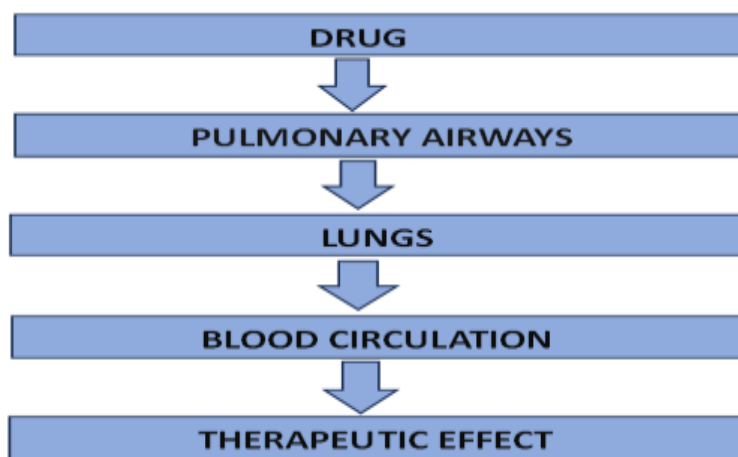 DRUG
PULMONARY AIRWAYS
LUNGS
BLOOD CIRCULATION
THERAPEUTIC EFFECT